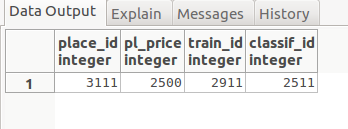 Data Output Explain Messages History
place_id pl_price train_id classif_id
integer integer integer integer
1 3111 2500 2911 2511